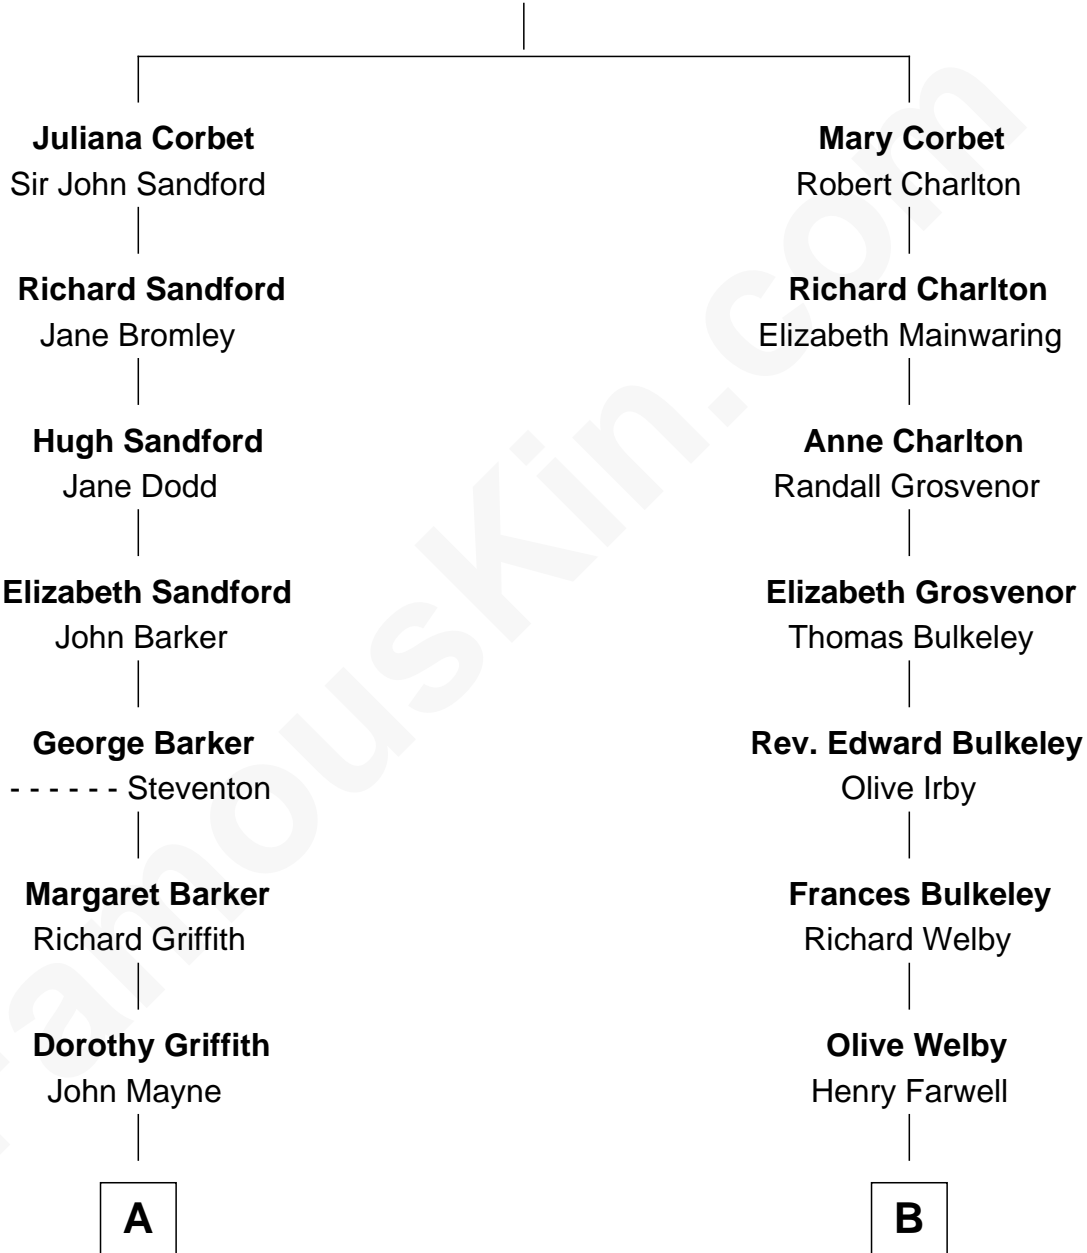 Juliana Corbet
Sir John Sandford
Mary Corbet
Robert Charlton
Richard Sandford
Jane Bromley
Richard Charlton
Elizabeth Mainwaring
Hugh Sandford
Jane Dodd
Anne Charlton
Randall Grosvenor
Elizabeth Sandford
John Barker
Elizabeth Grosvenor
Thomas Bulkeley
George Barker
- - - - - - Steventon
Rev. Edward Bulkeley
Olive Irby
Margaret Barker
Richard Griffith
Frances Bulkeley
Richard Welby
Dorothy Griffith
John Mayne
Olive Welby
Henry Farwell
A
B
FamousKin.com